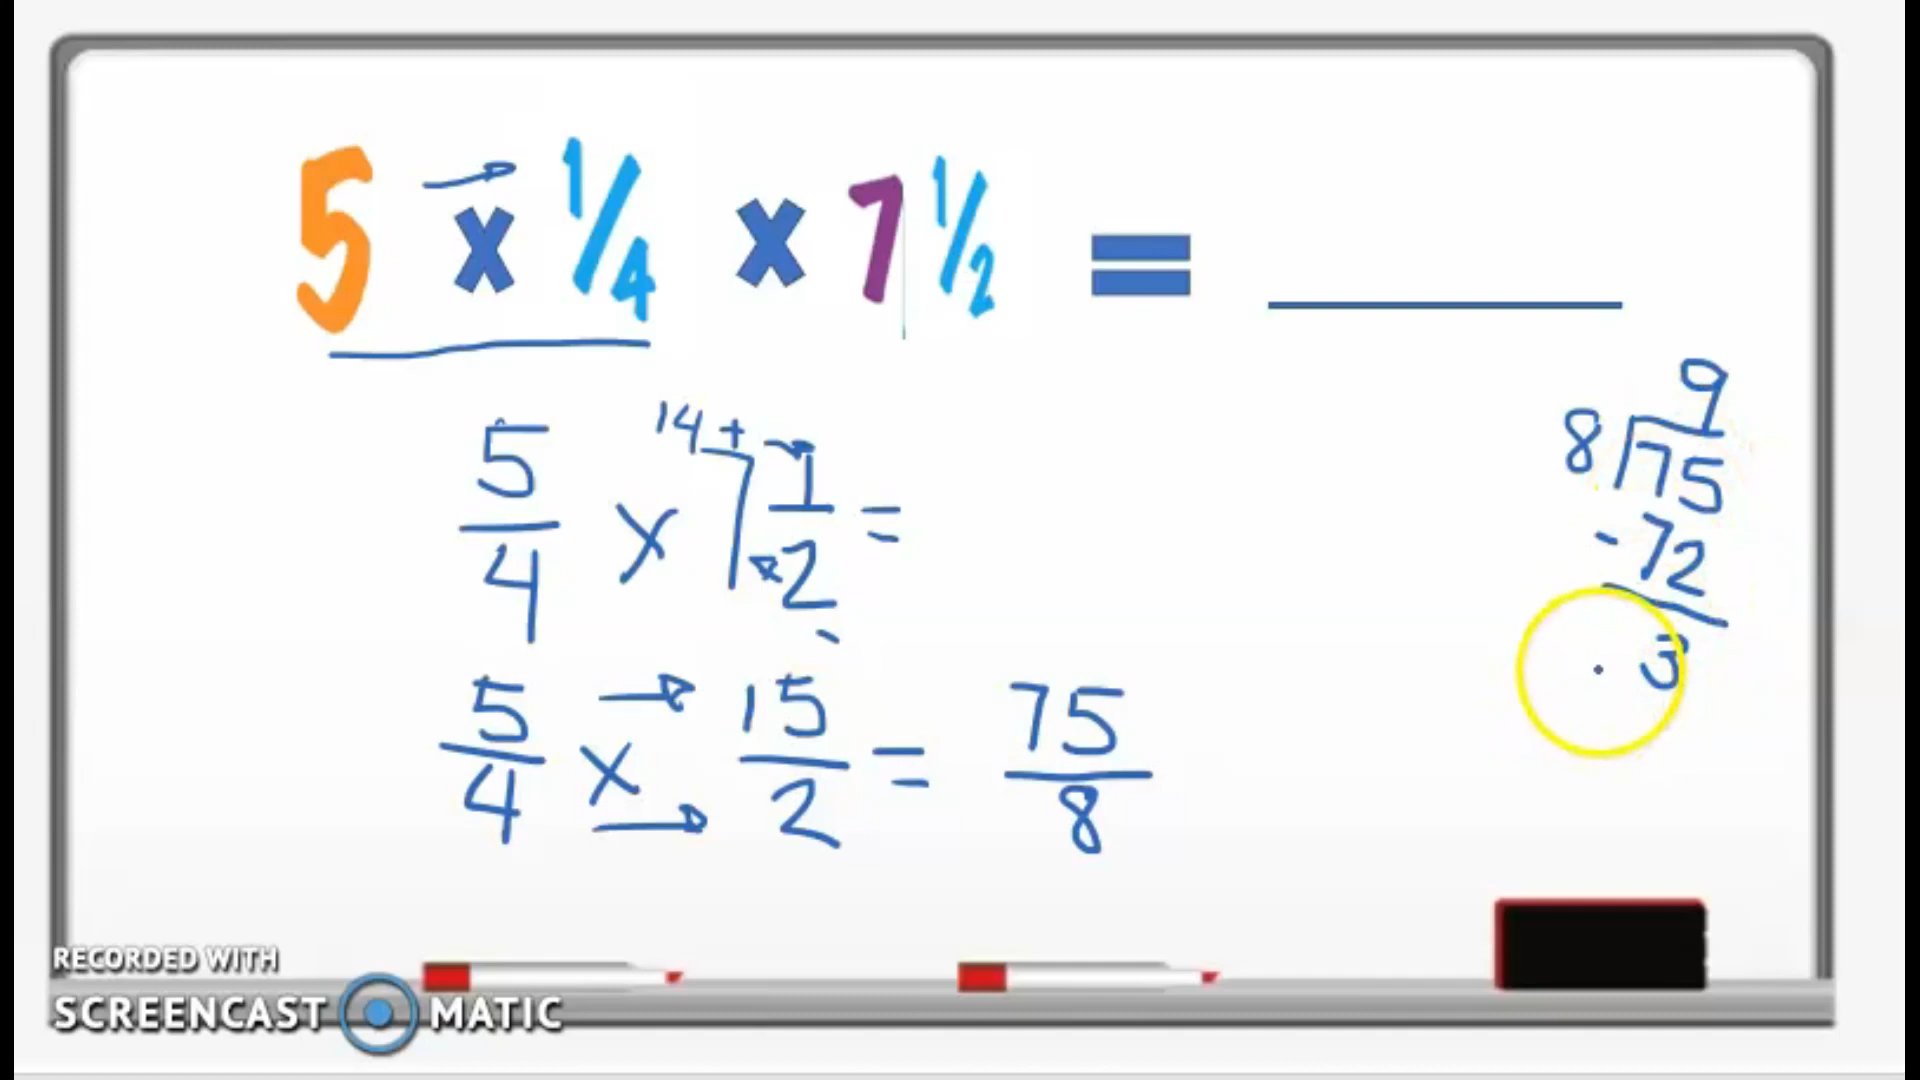 5 x 1/4 x 7 1/2 = ________
5/4 x 14+ 7 1/2 =
5/4 x 15/2 = 75/8
9
8 75
-72
3
RECORDED WITH
SCREENCAST MATIC